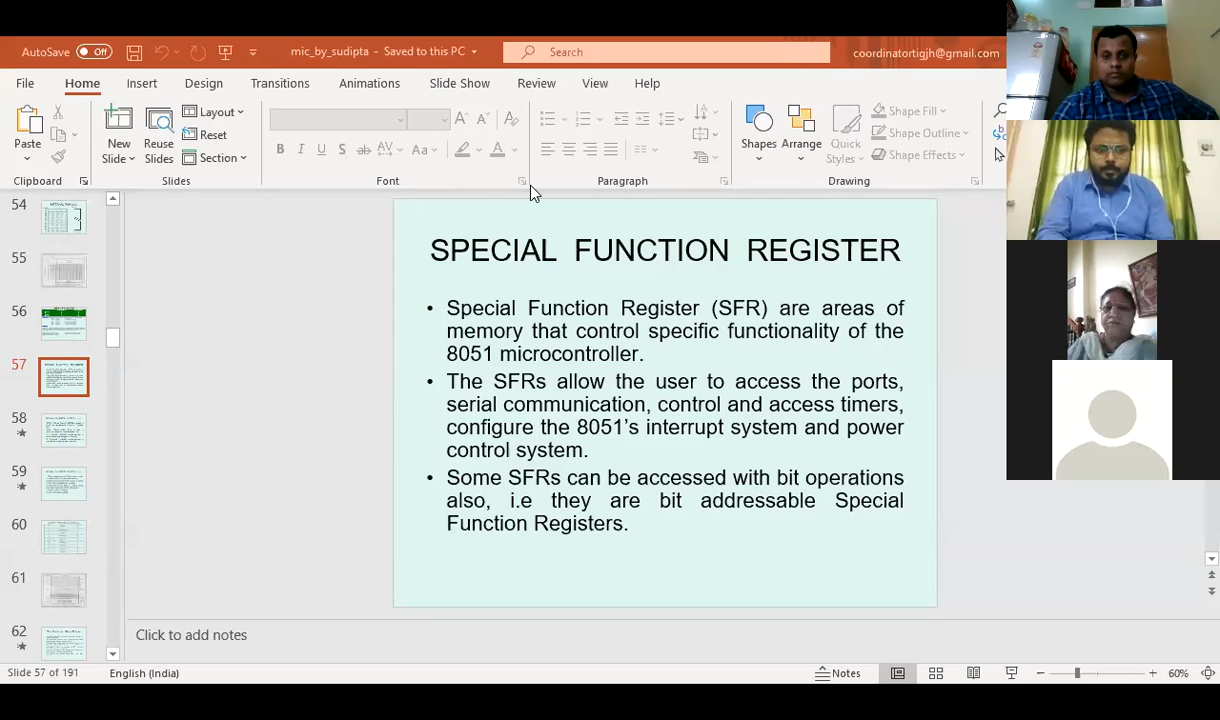 AutoSave Off mic_by_sudipta - Saved to this PC Search coordinatortigjh@gmail.com
File Home Insert Design Transitions Animations Slide Show Review View Help
Paste
New Slide
Reuse Slides
Layout
Reset
Section
B I U S ab AV Aa A
Shapes Arrange Quick Styles
Shape Fill
Shape Outline
Shape Effects
Clipboard Slides Font Paragraph Drawing
54
55
56
57
58
59
60
61
62
SPECIAL FUNCTION REGISTER
• Special Function Register (SFR) are areas of
memory that control specific functionality of the
8051 microcontroller.
• The SFRs allow the user to access the ports,
serial communication, control and access timers,
configure the 8051’s interrupt system and power
control system.
• Some SFRs can be accessed with bit operations
also, i.e they are bit addressable Special
Function Registers.
Click to add notes
Slide 57 of 191 English (India) Notes 60%